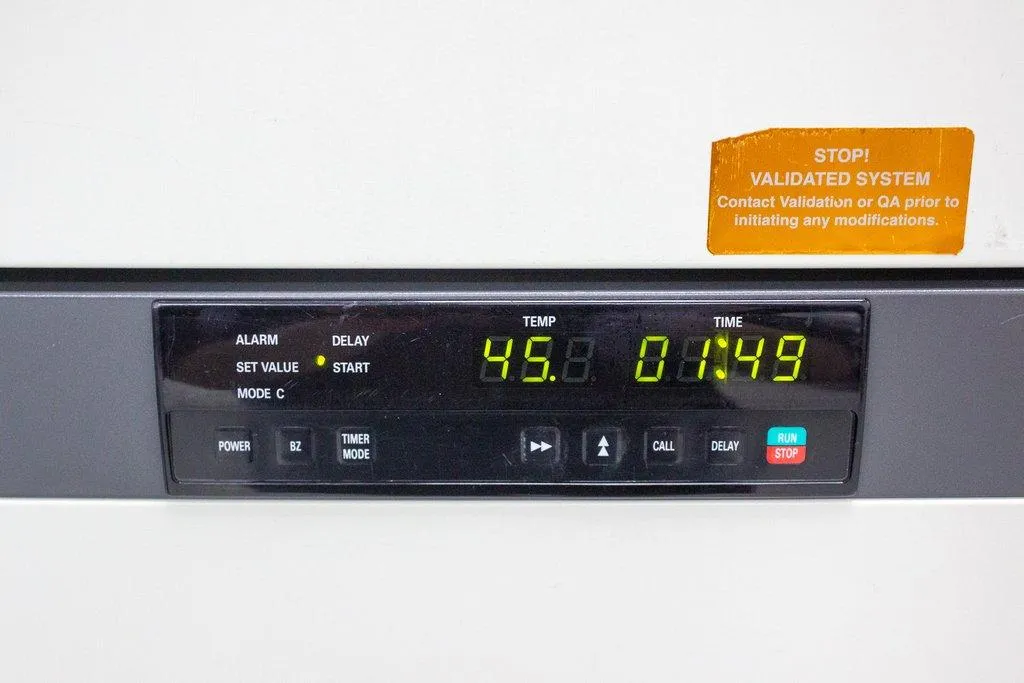 STOP!
VALIDATED SYSTEM
Contact Validation or QA prior to
initiating any modifications.
TEMP TIME
ALARM DELAY
SET VALUE START
MODE C
45. 01:49
POWER BZ TIMER MODE CALL DELAY RUN STOP